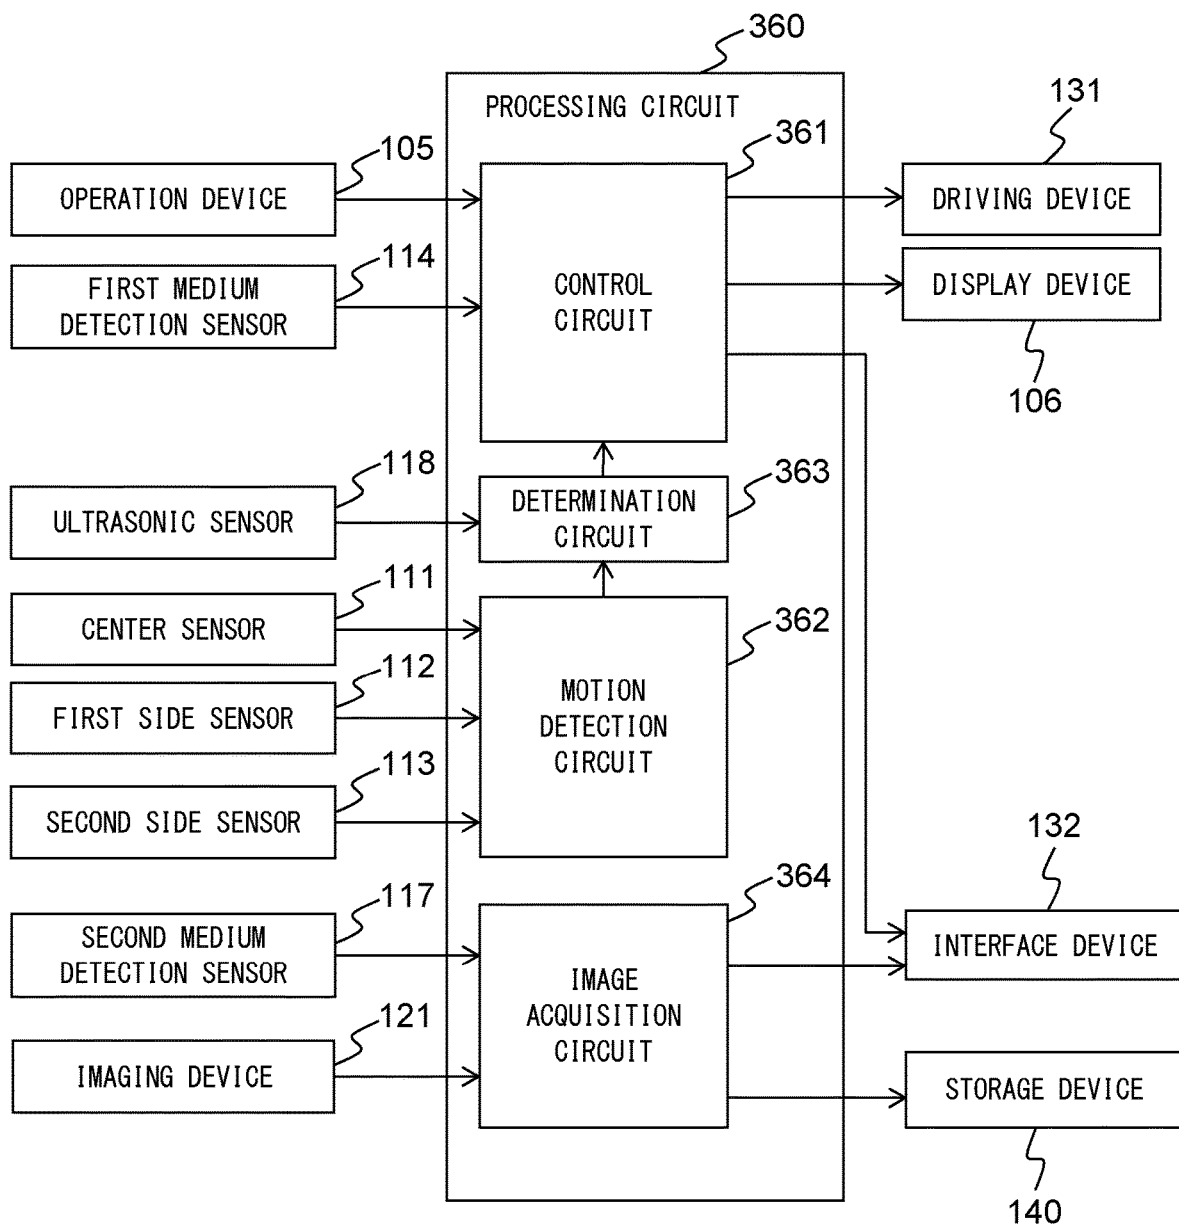 360
PROCESSING CIRCUIT
131
361
105
OPERATION DEVICE
DRIVING DEVICE
114
FIRST MEDIUM
DETECTION SENSOR
CONTROL
CIRCUIT
DISPLAY DEVICE
106
118
363
ULTRASONIC SENSOR
DETERMINATION
CIRCUIT
111
CENTER SENSOR
362
112
FIRST SIDE SENSOR
MOTION
DETECTION
CIRCUIT
113
SECOND SIDE SENSOR
132
364
117
SECOND MEDIUM
DETECTION SENSOR
INTERFACE DEVICE
IMAGE
ACQUISITION
CIRCUIT
121
IMAGING DEVICE
STORAGE DEVICE
140